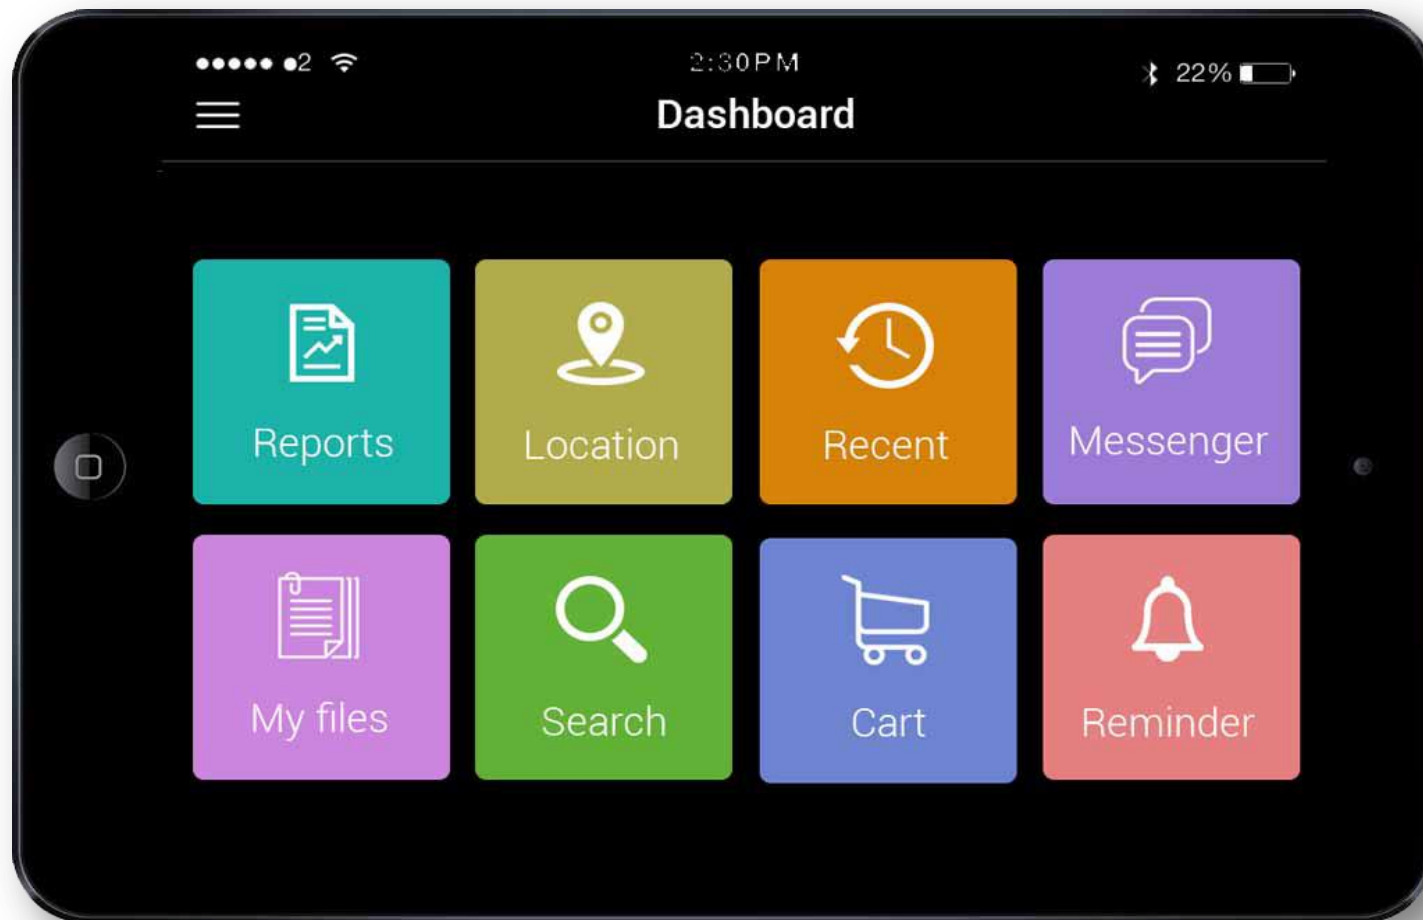 2 2:30PM 22%
Dashboard
Reports Location Recent Messenger
My files Search Cart Reminder